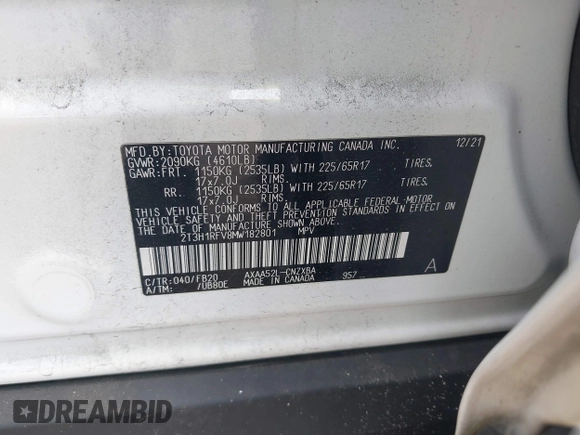 MFD.BY:TOYOTA MOTOR MANUFACTURING CANADA INC. 12/21
GVWR:2090KG (4610LB)
GAWR:FRT. 1150KG (2535LB) WITH 225/65R17 TIRES.
17x7.0J RIMS.
RR. 1150KG (2535LB) WITH 225/65R17 TIRES.
17x7.0J RIMS.
THIS VEHICLE CONFORMS TO ALL APPLICABLE FEDERAL MOTOR
VEHICLE SAFETY AND THEFT PREVENTION STANDARDS IN EFFECT
ON THE DATE OF MANUFACTURE SHOWN ABOVE.
2T3H1RFV8MW182801 MPV
C/TR:040/FB20 AXAA52L-CNZXBA 957 A
A/TM: /UB80E MADE IN CANADA
DREAMBID